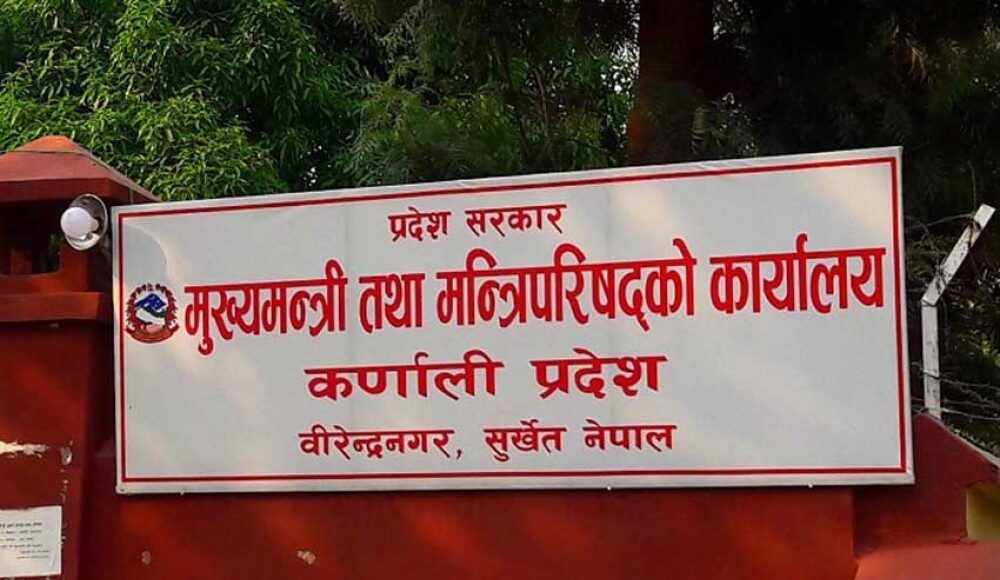 प्रदेश सरकार
मुख्यमन्त्री तथा मन्त्रिपरिषद्को कार्यालय
कर्णाली प्रदेश
वीरेन्द्रनगर, सुर्खेत नेपाल